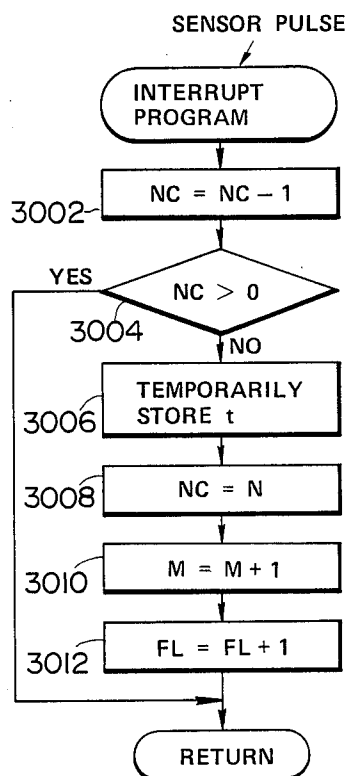 SENSOR PULSE
INTERRUPT
PROGRAM
NC = NC – 1
3002
YES
NC > 0
3004
NO
TEMPORARILY
STORE t
3006
NC = N
3008
M = M + 1
3010
FL = FL + 1
3012
RETURN